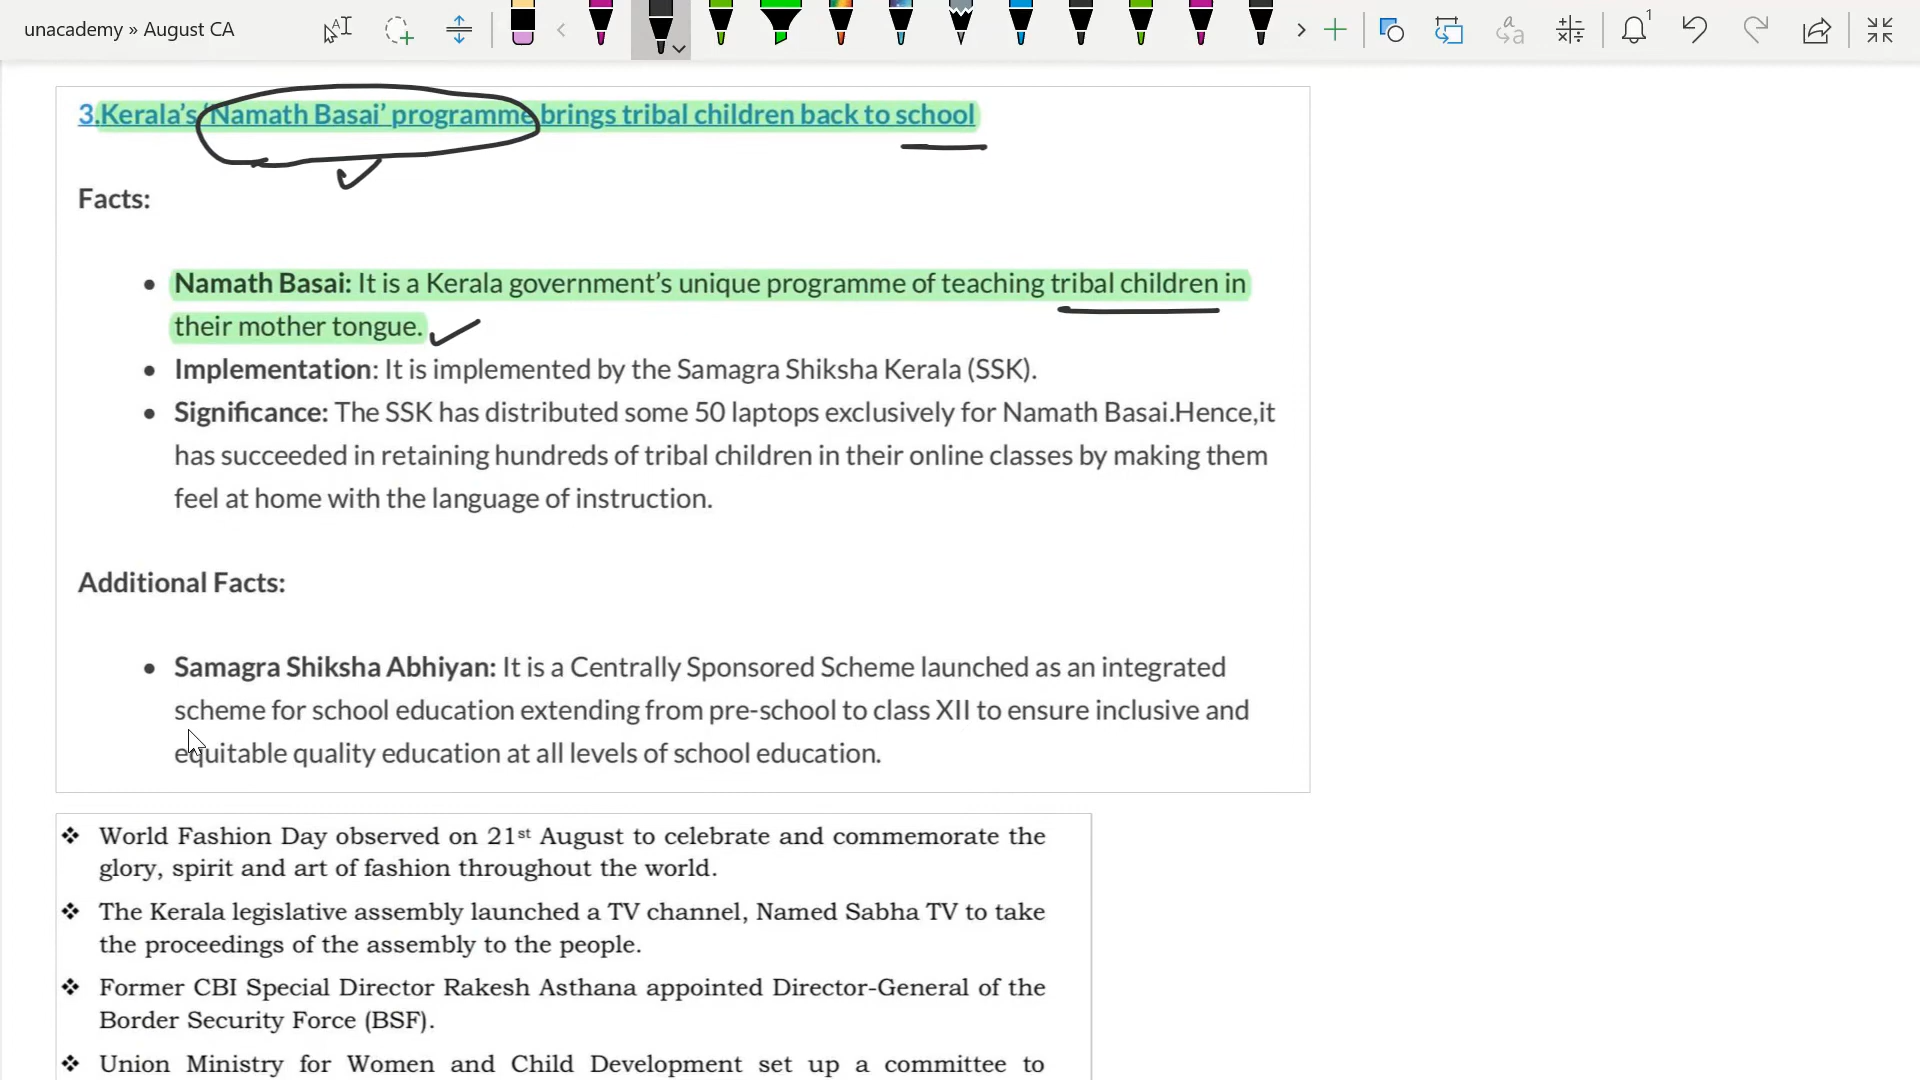 unacademy » August CA
1
3.Kerala’s ‘Namath Basai’ programme brings tribal children back to school
Facts:
• Namath Basai: It is a Kerala government’s unique programme of teaching tribal children in
their mother tongue.
• Implementation: It is implemented by the Samagra Shiksha Kerala (SSK).
• Significance: The SSK has distributed some 50 laptops exclusively for Namath Basai.Hence,it
has succeeded in retaining hundreds of tribal children in their online classes by making them
feel at home with the language of instruction.
Additional Facts:
• Samagra Shiksha Abhiyan: It is a Centrally Sponsored Scheme launched as an integrated
scheme for school education extending from pre-school to class XII to ensure inclusive and
equitable quality education at all levels of school education.
❖ World Fashion Day observed on 21st August to celebrate and commemorate the
glory, spirit and art of fashion throughout the world.
❖ The Kerala legislative assembly launched a TV channel, Named Sabha TV to take
the proceedings of the assembly to the people.
❖ Former CBI Special Director Rakesh Asthana appointed Director-General of the
Border Security Force (BSF).
❖ Union Ministry for Women and Child Development set up a committee to